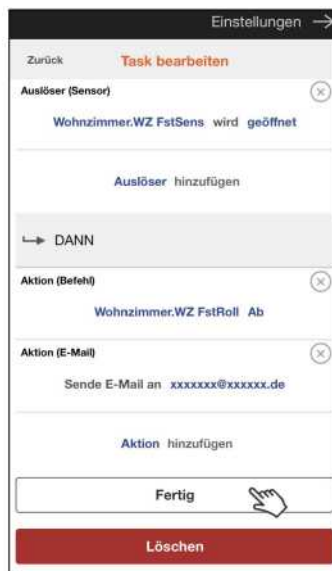 Einstellungen
Zurück Task bearbeiten
Auslöser (Sensor)
Wohnzimmer.WZ FstSens wird geöffnet
Auslöser hinzufügen
DANN
Aktion (Befehl)
Wohnzimmer.WZ FstRoll Ab
Aktion (E-Mail)
Sende E-Mail an xxxxxxx@xxxxxx.de
Aktion hinzufügen
Fertig
Löschen